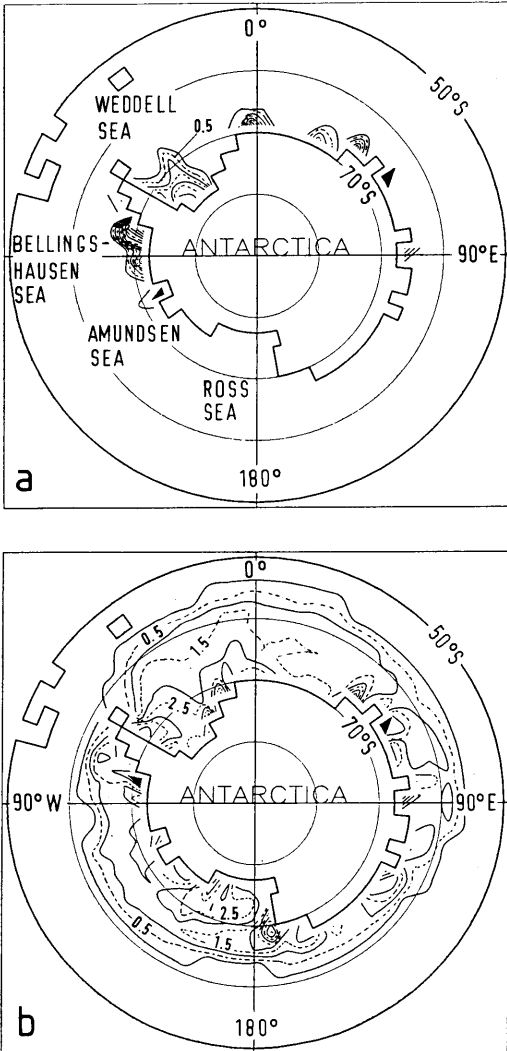 0°
50°S
WEDDELL
SEA
0.5
70°S
BELLINGS-
HAUSEN
SEA
ANTARCTICA
90°E
AMUNDSEN
SEA
ROSS
SEA
a
180°
0°
50°S
0.5
1.5
2.5
70°S
90°W
ANTARCTICA
90°E
2.5
1.5
0.5
b
180°